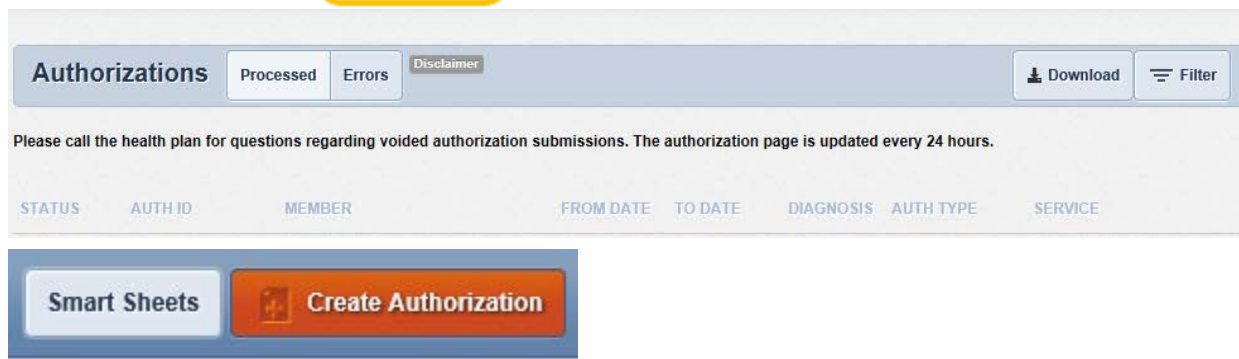 Authorizations Processed Errors Disclaimer Download Filter
Please call the health plan for questions regarding voided authorization submissions. The authorization page is updated every 24 hours.
STATUS AUTH ID MEMBER FROM DATE TO DATE DIAGNOSIS AUTH TYPE SERVICE
Smart Sheets Create Authorization